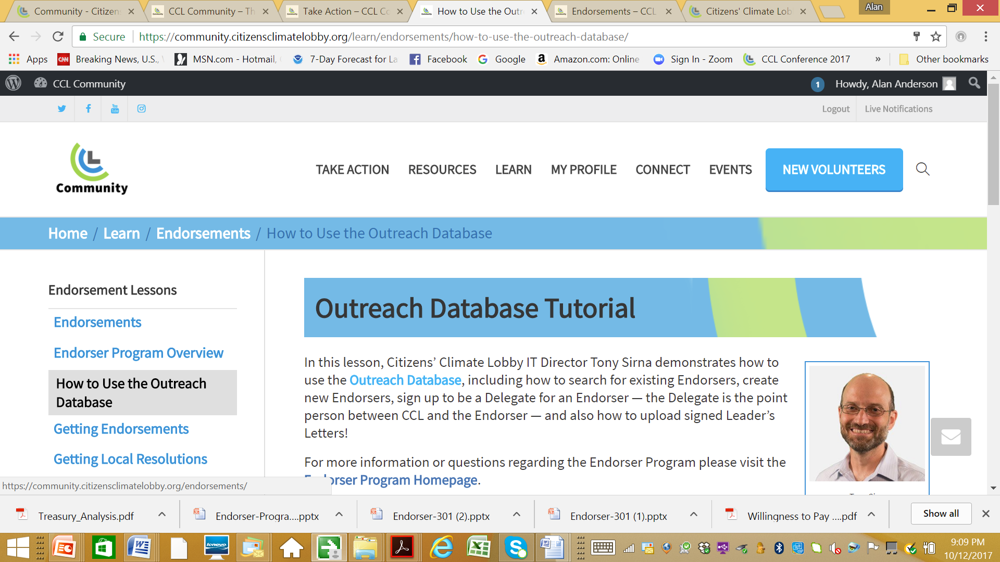 Community - Citizens
CCL Community – Th
Take Action – CCL Co
How to Use the Outr
Endorsements – CCL
Citizens' Climate Lob
Alan
Secure
https://community.citizensclimatelobby.org/learn/endorsements/how-to-use-the-outreach-database/
Apps
CNN
Breaking News, U.S.,
MSN.com - Hotmail,
7-Day Forecast for La
Facebook
Google
Amazon.com: Online
Sign In - Zoom
CCL Conference 2017
»
Other bookmarks
CCL Community
1
Howdy, Alan Anderson
Logout
Live Notifications
Community
TAKE ACTION
RESOURCES
LEARN
MY PROFILE
CONNECT
EVENTS
NEW VOLUNTEERS
Home / Learn / Endorsements / How to Use the Outreach Database
Endorsement Lessons
Endorsements
Endorser Program Overview
How to Use the Outreach
Database
Getting Endorsements
Getting Local Resolutions
Outreach Database Tutorial
In this lesson, Citizens’ Climate Lobby IT Director Tony Sirna demonstrates how to
use the Outreach Database, including how to search for existing Endorsers, create
new Endorsers, sign up to be a Delegate for an Endorser — the Delegate is the point
person between CCL and the Endorser — and also how to upload signed Leader’s
Letters!
For more information or questions regarding the Endorser Program please visit the
Endorser Program Homepage.
https://community.citizensclimatelobby.org/endorsements/
Treasury_Analysis.pdf
Endorser-Progra....pptx
Endorser-301 (2).pptx
Endorser-301 (1).pptx
Willingness to Pay ....pdf
Show all
lenovo
9:09 PM
10/12/2017